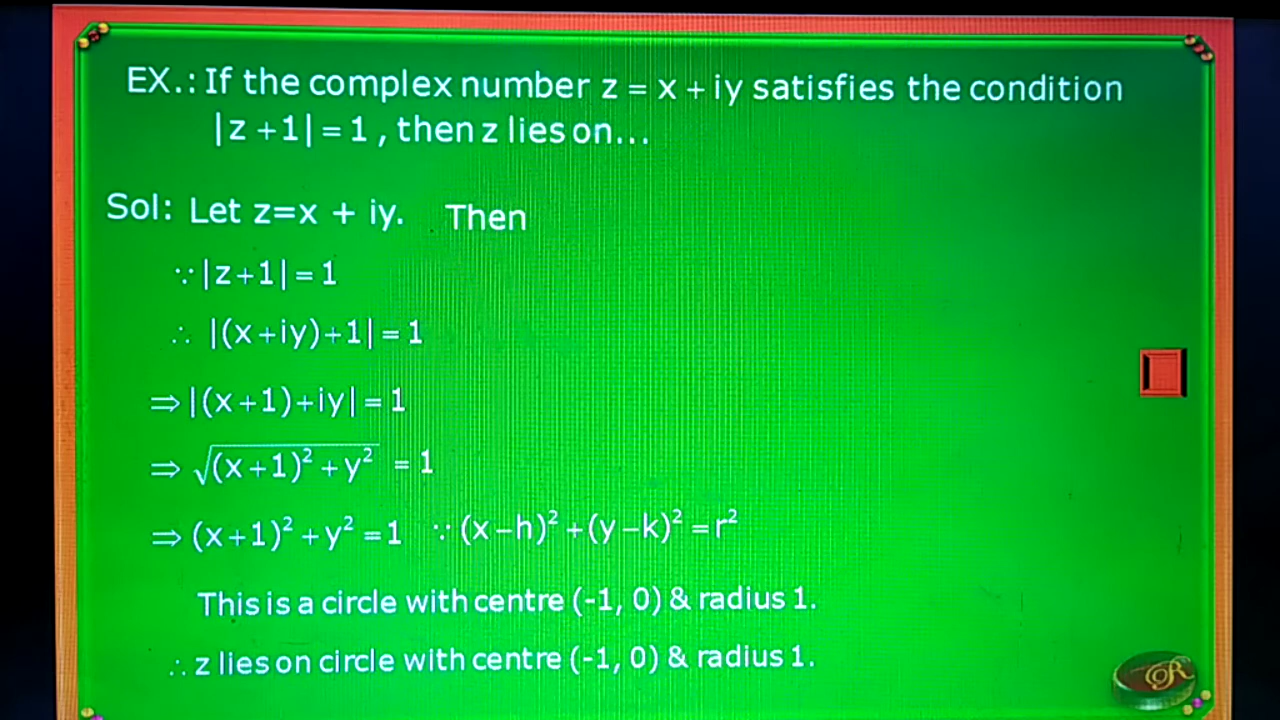 EX.: If the complex number z = x + iy satisfies the condition
|z +1| = 1 , then z lies on...
Sol: Let z=x + iy. Then
∵ |z+1| = 1
∴ |(x+iy)+1| = 1
⇒ |(x+1)+iy| = 1
⇒ √((x+1)² + y²) = 1
⇒ (x+1)² + y² = 1 ∵ (x−h)² + (y−k)² = r²
This is a circle with centre (-1, 0) & radius 1.
∴ z lies on circle with centre (-1, 0) & radius 1.